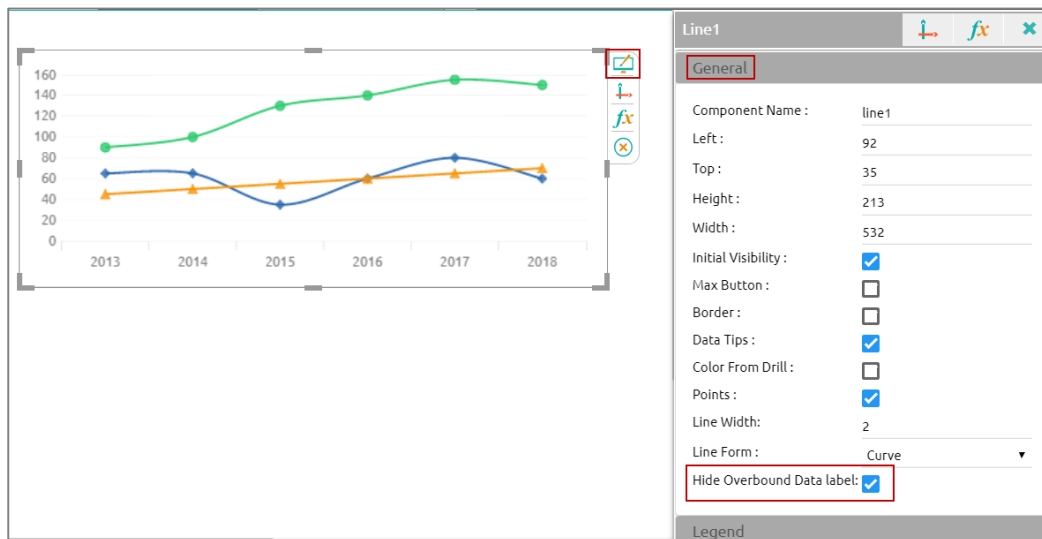 160
140
120
100
80
60
40
20
0
2013 2014 2015 2016 2017 2018
fx
Line1 fx
General
Component Name : line1
Left : 92
Top : 35
Height : 213
Width : 532
Initial Visibility :
Max Button :
Border :
Data Tips :
Color From Drill :
Points :
Line Width: 2
Line Form : Curve
Hide Overbound Data label:
Legend